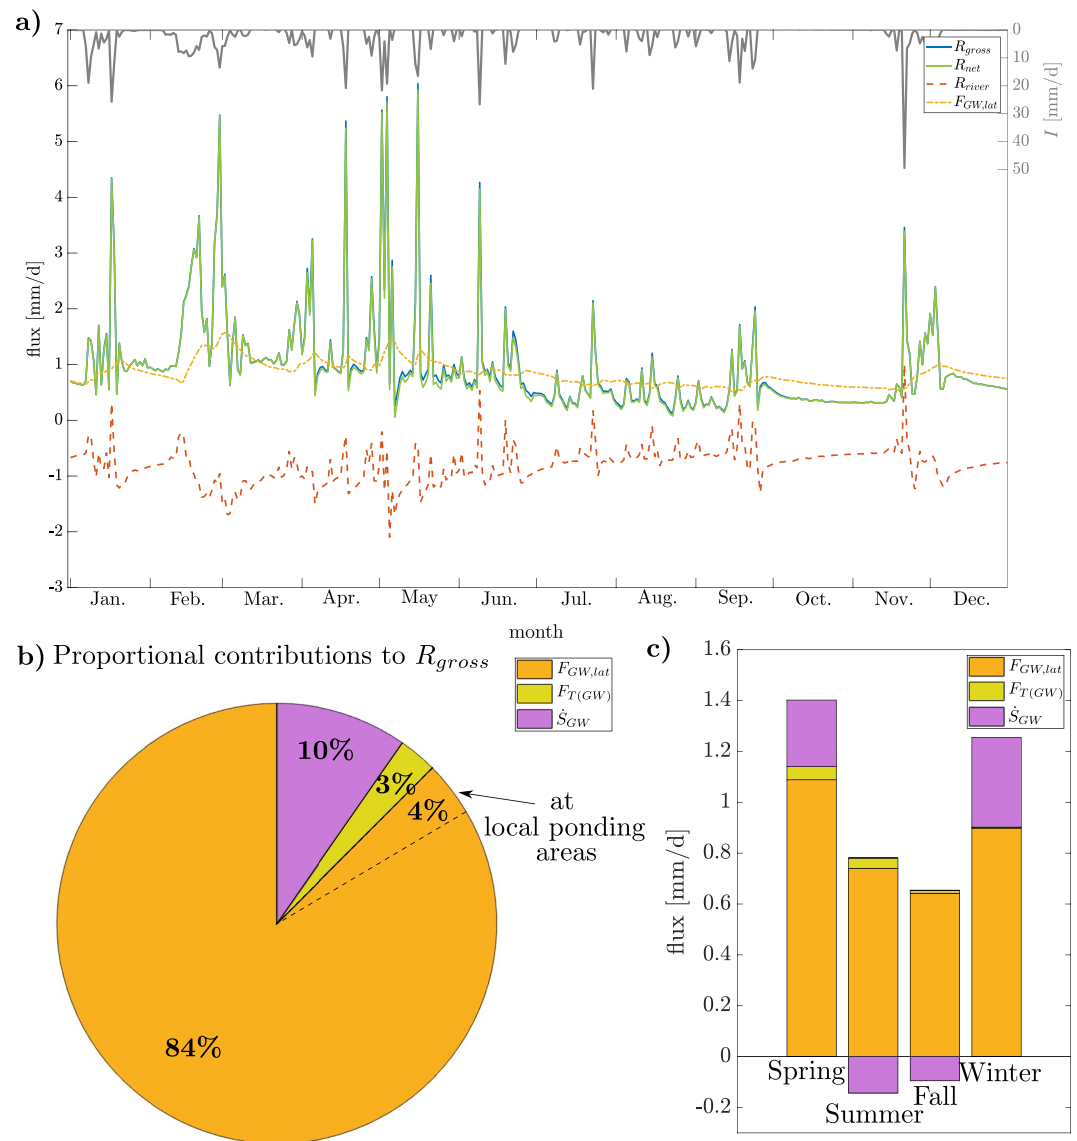 a)
7
6
5
4
3
2
1
0
-1
-2
-3
flux [mm/d]
0
10
20
30
40
50
I [mm/d]
R_gross
R_net
R_river
F_GW,lat
Jan. Feb. Mar. Apr. May Jun. Jul. Aug. Sep. Oct. Nov. Dec.
month
b) Proportional contributions to R_gross
F_GW,lat
F_T(GW)
Ṡ_GW
10%
3%
4%
84%
at
local ponding
areas
c)
1.6
1.4
1.2
1
0.8
0.6
0.4
0.2
0
-0.2
flux [mm/d]
F_GW,lat
F_T(GW)
Ṡ_GW
Spring
Summer
Fall
Winter